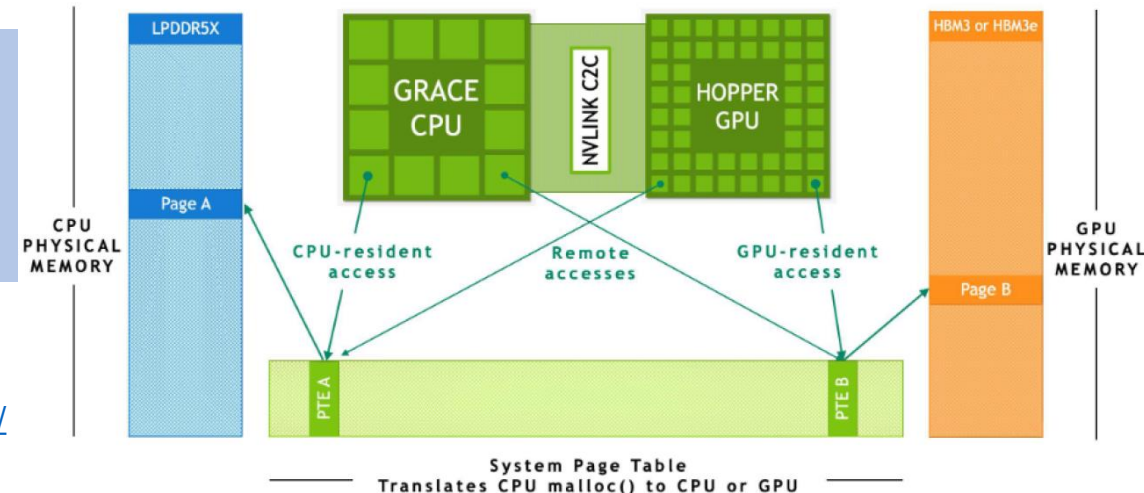 LPDDR5X
GRACE
CPU
NVLINK C2C
HOPPER
GPU
HBM3 or HBM3e
Page A
CPU
PHYSICAL
MEMORY
CPU-resident
access
Remote
accesses
GPU-resident
access
GPU
PHYSICAL
MEMORY
Page B
PTE A
PTE B
/
System Page Table
Translates CPU malloc() to CPU or GPU